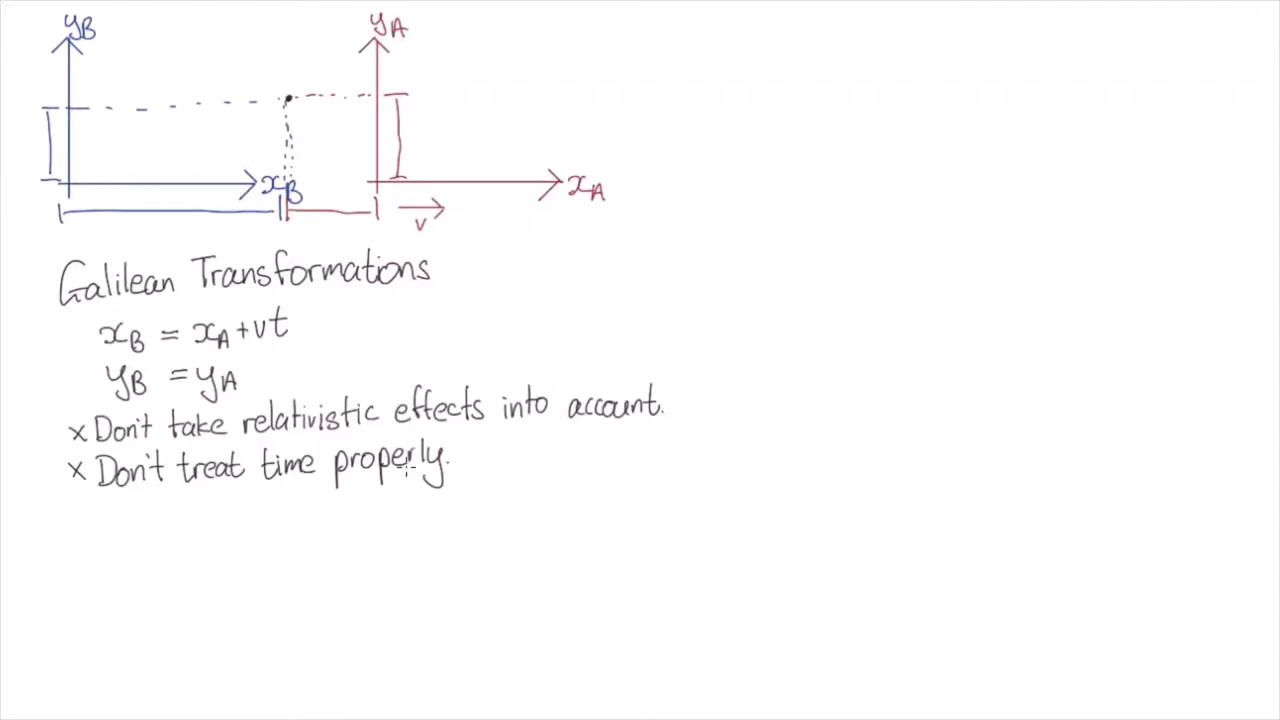 yB yA
xB xA
v
Galilean Transformations
xB = xA + vt
yB = yA
× Don't take relativistic effects into account.
× Don't treat time properly.